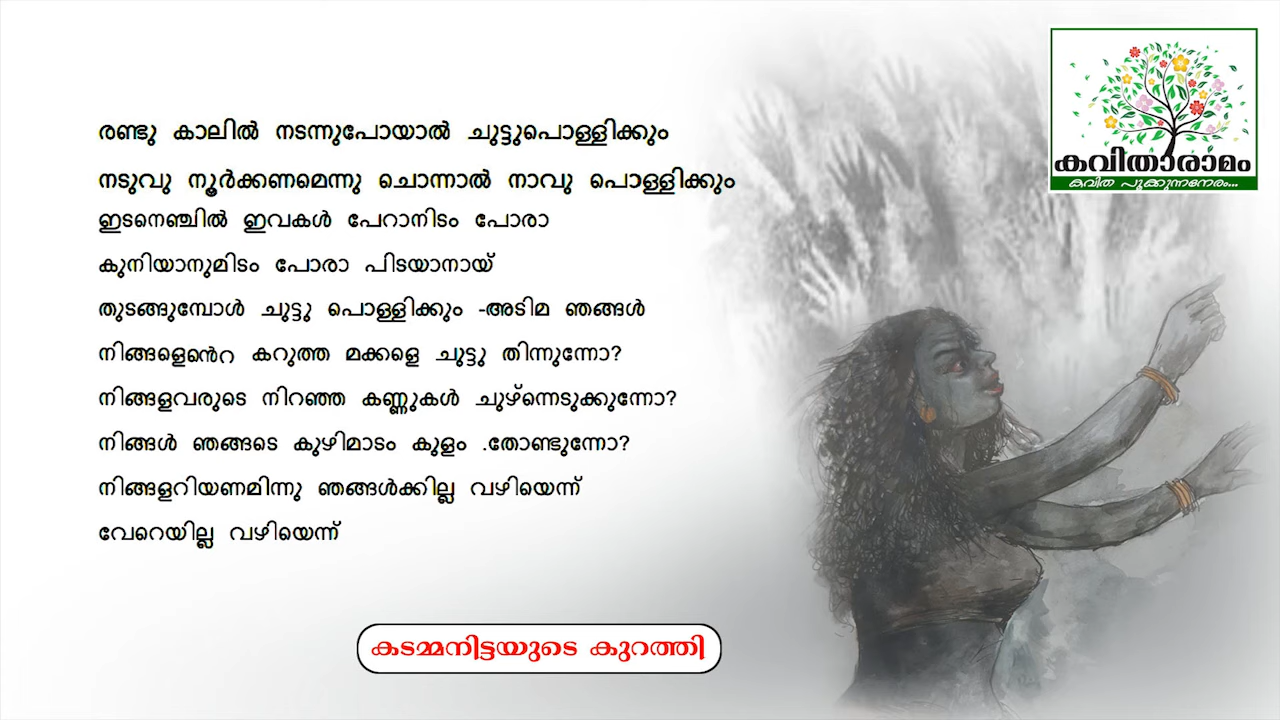 രണ്ടു കാലിൽ നടന്നുപോയാൽ ചുട്ടുപൊള്ളിക്കും
നടുവു നൂർക്കണമെന്നു ചൊന്നാൽ നാവു പൊള്ളിക്കും
ഇടനെഞ്ചിൽ ഇവകൾ പേറാനിടം പോരാ
കുനിയാനുമിടം പോരാ പിടയാനായ്
തുടങ്ങുമ്പോൾ ചുട്ടു പൊള്ളിക്കും -അടിമ ഞങ്ങൾ
നിങ്ങളെൻെറ കറുത്ത മക്കളെ ചുട്ടു തിന്നുന്നോ?
നിങ്ങളവരുടെ നിറഞ്ഞ കണ്ണുകൾ ചുഴ്ന്നെടുക്കുന്നോ?
നിങ്ങൾ ഞങ്ങടെ കുഴിമാടം കുളം .തോണ്ടുന്നോ?
നിങ്ങളറിയണമിന്നു ഞങ്ങൾക്കില്ല വഴിയെന്ന്
വേറെയില്ല വഴിയെന്ന്
കടമ്മനിട്ടയുടെ കുറത്തി
കവിതാരാമം
കവിത പൂക്കുന്നനേരം...